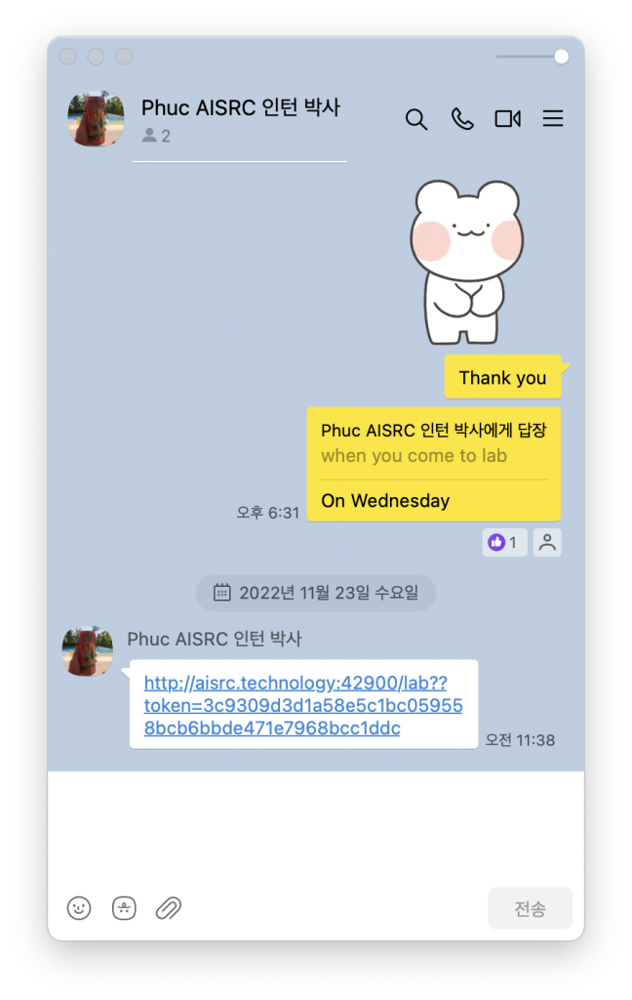 Phuc AISRC 인턴 박사
2
Thank you
Phuc AISRC 인턴 박사에게 답장
when you come to lab
On Wednesday
오후 6:31
1
2022년 11월 23일 수요일
Phuc AISRC 인턴 박사
http://aisrc.technology:42900/lab??
token=3c9309d3d1a58e5c1bc05955
8bcb6bbde471e7968bcc1ddc
오전 11:38
전송